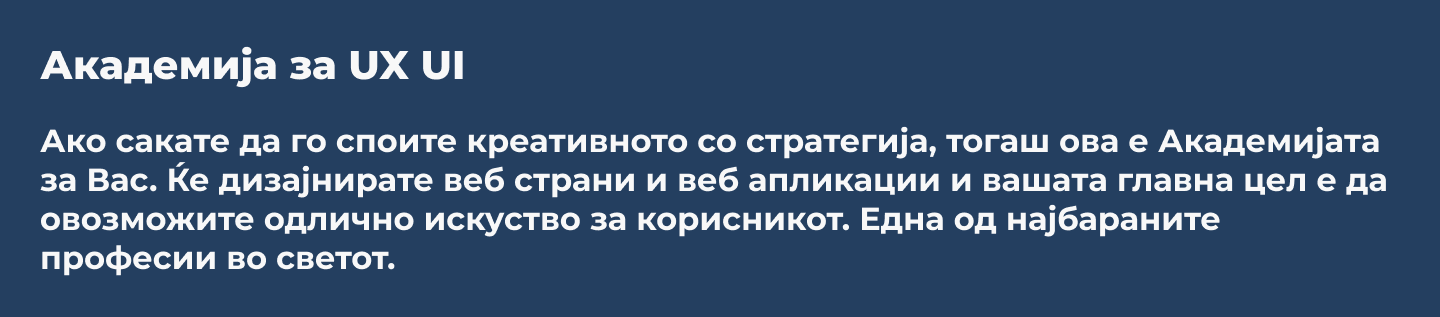 Академија за UX UI
Ако сакате да го споите креативното со стратегија, тогаш ова е Академијата
за Вас. Ќе дизајнирате веб страни и веб апликации и вашата главна цел е да
овозможите одлично искуство за корисникот. Една од најбараните
професии во светот.